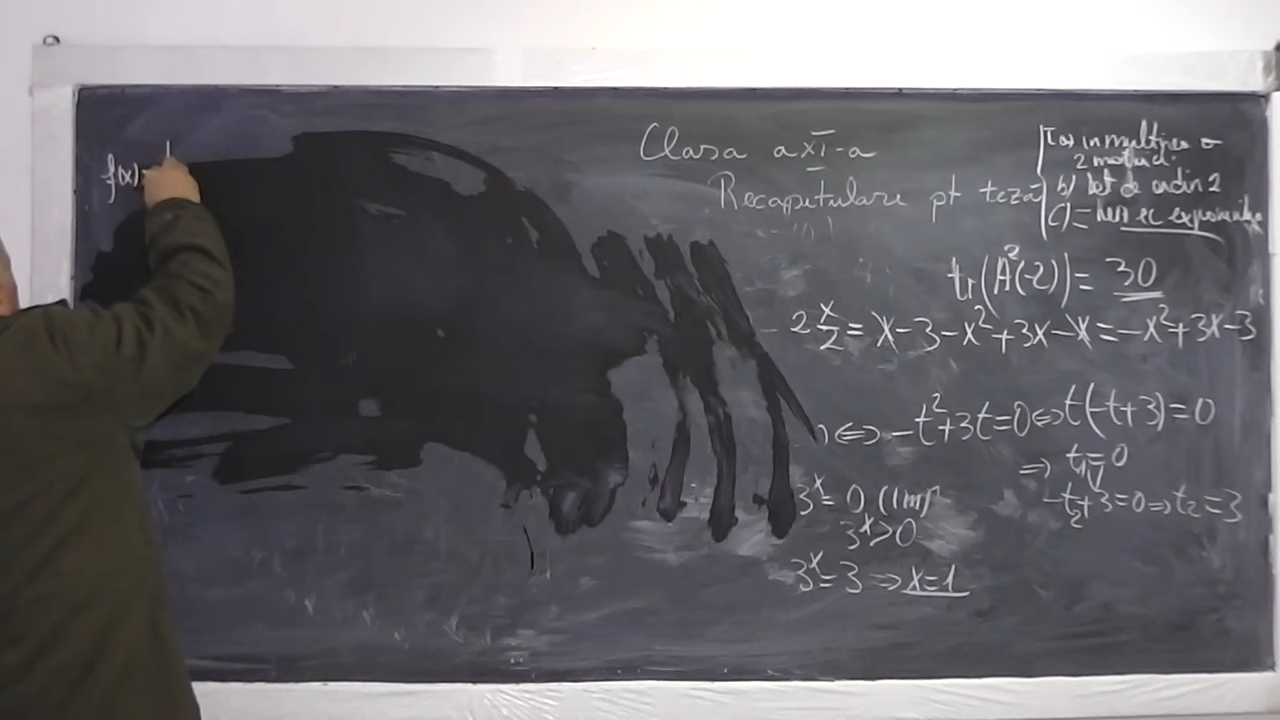 f(x)=
Clasa a XI-a
Recapitulare pt teză
2
b) det de ordin 2
c)
tr(A²(-2))=30
-2 x/2 = x-3-x²+3x-x=-x²+3x-3
⇔ -t²+3t=0⇔t(-t+3)=0
⇒ t₁=0
-t₂+3=0⇒t₂=3
3ˣ=0 (im)
3ˣ>0
3ˣ=3⇒x=1